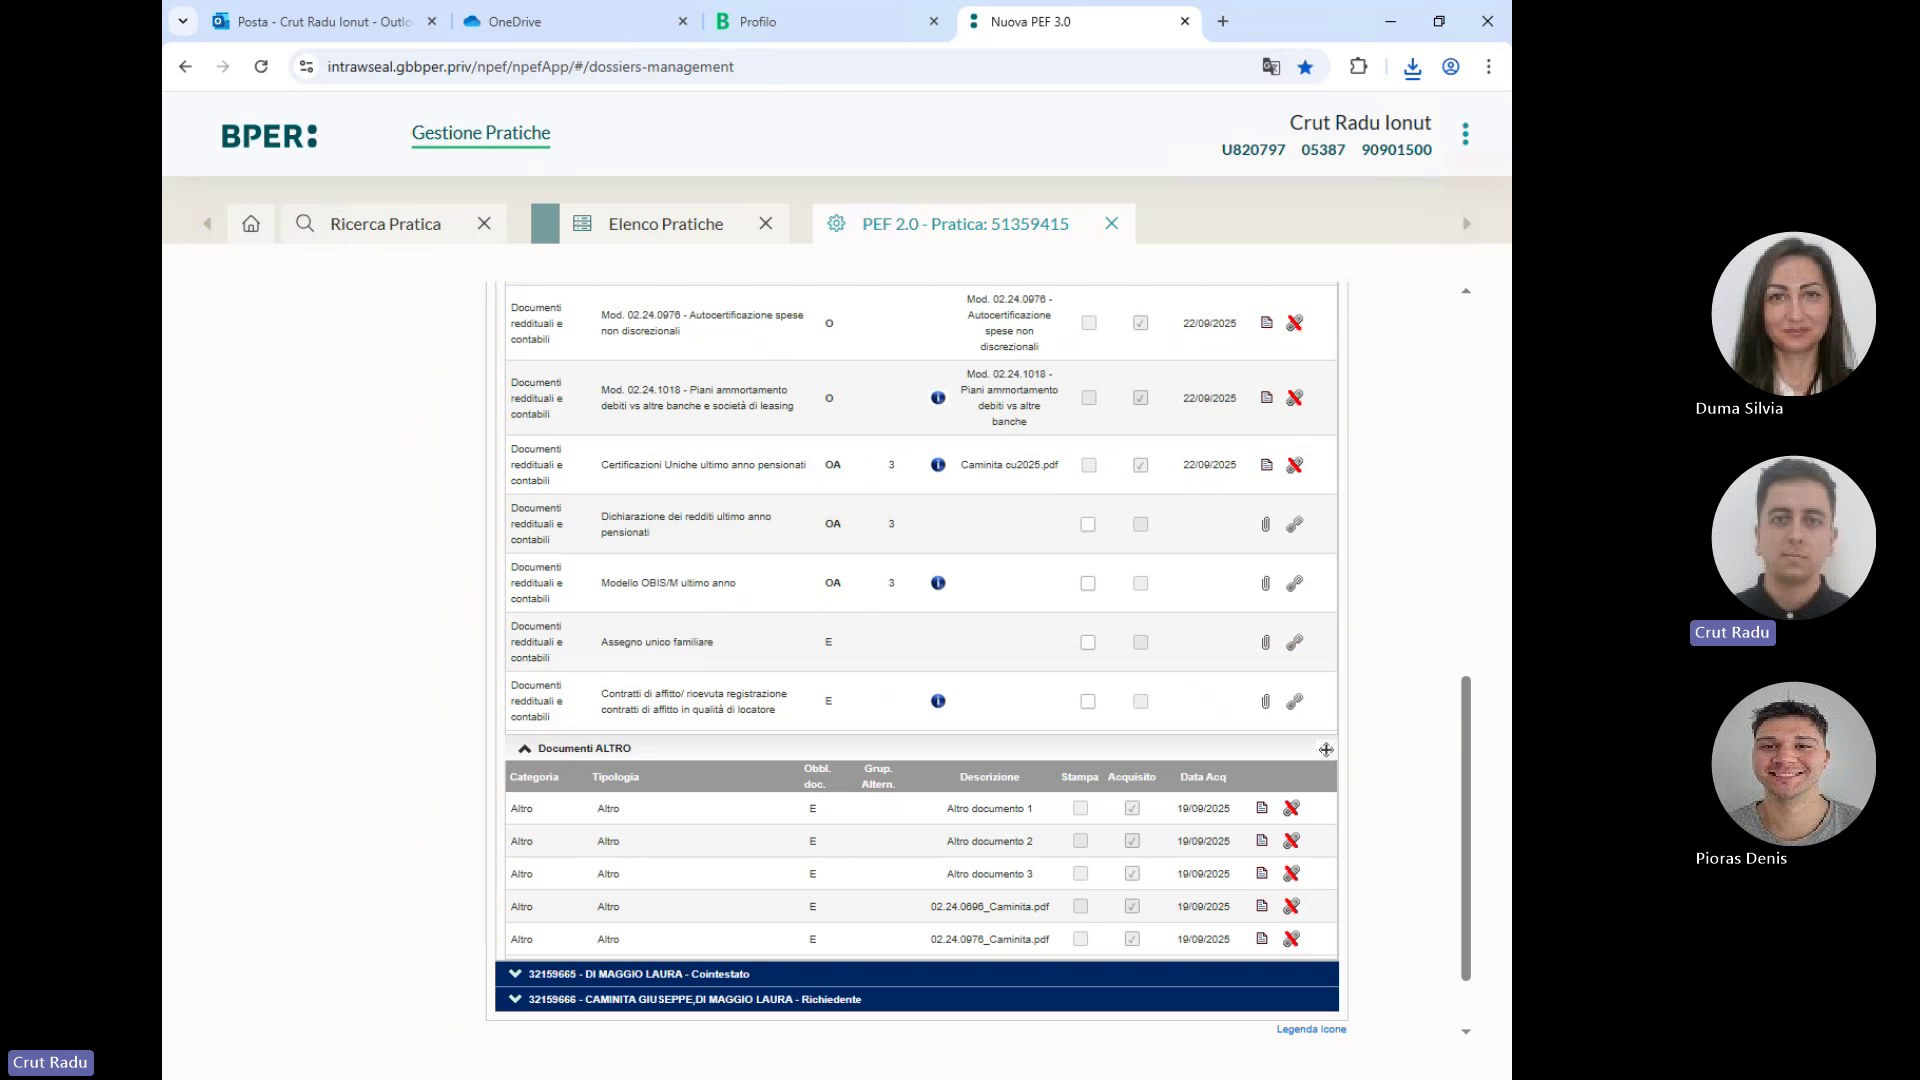 Posta - Crut Radu Ionut - Outlo
OneDrive
Profilo
Nuova PEF 3.0
intrawseal.gbbper.priv/npef/npefApp/#/dossiers-management
BPER:
Gestione Pratiche
Crut Radu Ionut
U820797 05387 90901500
Ricerca Pratica
Elenco Pratiche
PEF 2.0 - Pratica: 51359415
Documenti reddituali e contabili
Mod. 02.24.0976 - Autocertificazione spese non discrezionali
O
Mod. 02.24.0976 - Autocertificazione spese non discrezionali
22/09/2025
Documenti reddituali e contabili
Mod. 02.24.1018 - Piani ammortamento debiti vs altre banche e società di leasing
O
Mod. 02.24.1018 - Piani ammortamento debiti vs altre banche
22/09/2025
Documenti reddituali e contabili
Certificazioni Uniche ultimo anno pensionati
OA
3
Caminita cu2025.pdf
22/09/2025
Documenti reddituali e contabili
Dichiarazione dei redditi ultimo anno pensionati
OA
3
Documenti reddituali e contabili
Modello OBIS/M ultimo anno
OA
3
Documenti reddituali e contabili
Assegno unico familiare
E
Documenti reddituali e contabili
Contratti di affitto/ ricevuta registrazione contratti di affitto in qualità di locatore
E
Documenti ALTRO
Categoria Tipologia Obbl. doc. Grup. Altern. Descrizione Stampa Acquisito Data Acq
Altro Altro E Altro documento 1 19/09/2025
Altro Altro E Altro documento 2 19/09/2025
Altro Altro E Altro documento 3 19/09/2025
Altro Altro E 02.24.0696_Caminita.pdf 19/09/2025
Altro Altro E 02.24.0976_Caminita.pdf 19/09/2025
32159665 - DI MAGGIO LAURA - Cointestato
32159666 - CAMINITA GIUSEPPE,DI MAGGIO LAURA - Richiedente
Legenda Icone
Duma Silvia
Crut Radu
Pioras Denis
Crut Radu